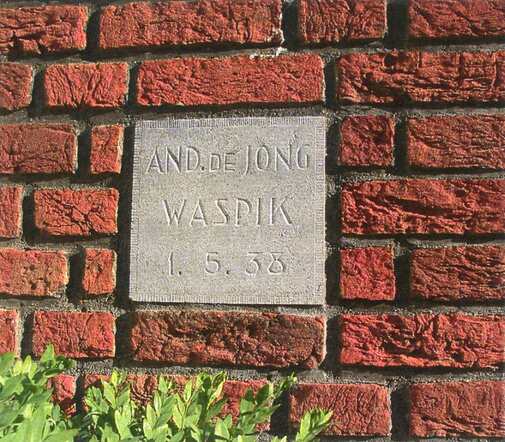 AND. DE JONG
WASPIK
1. 5. 38